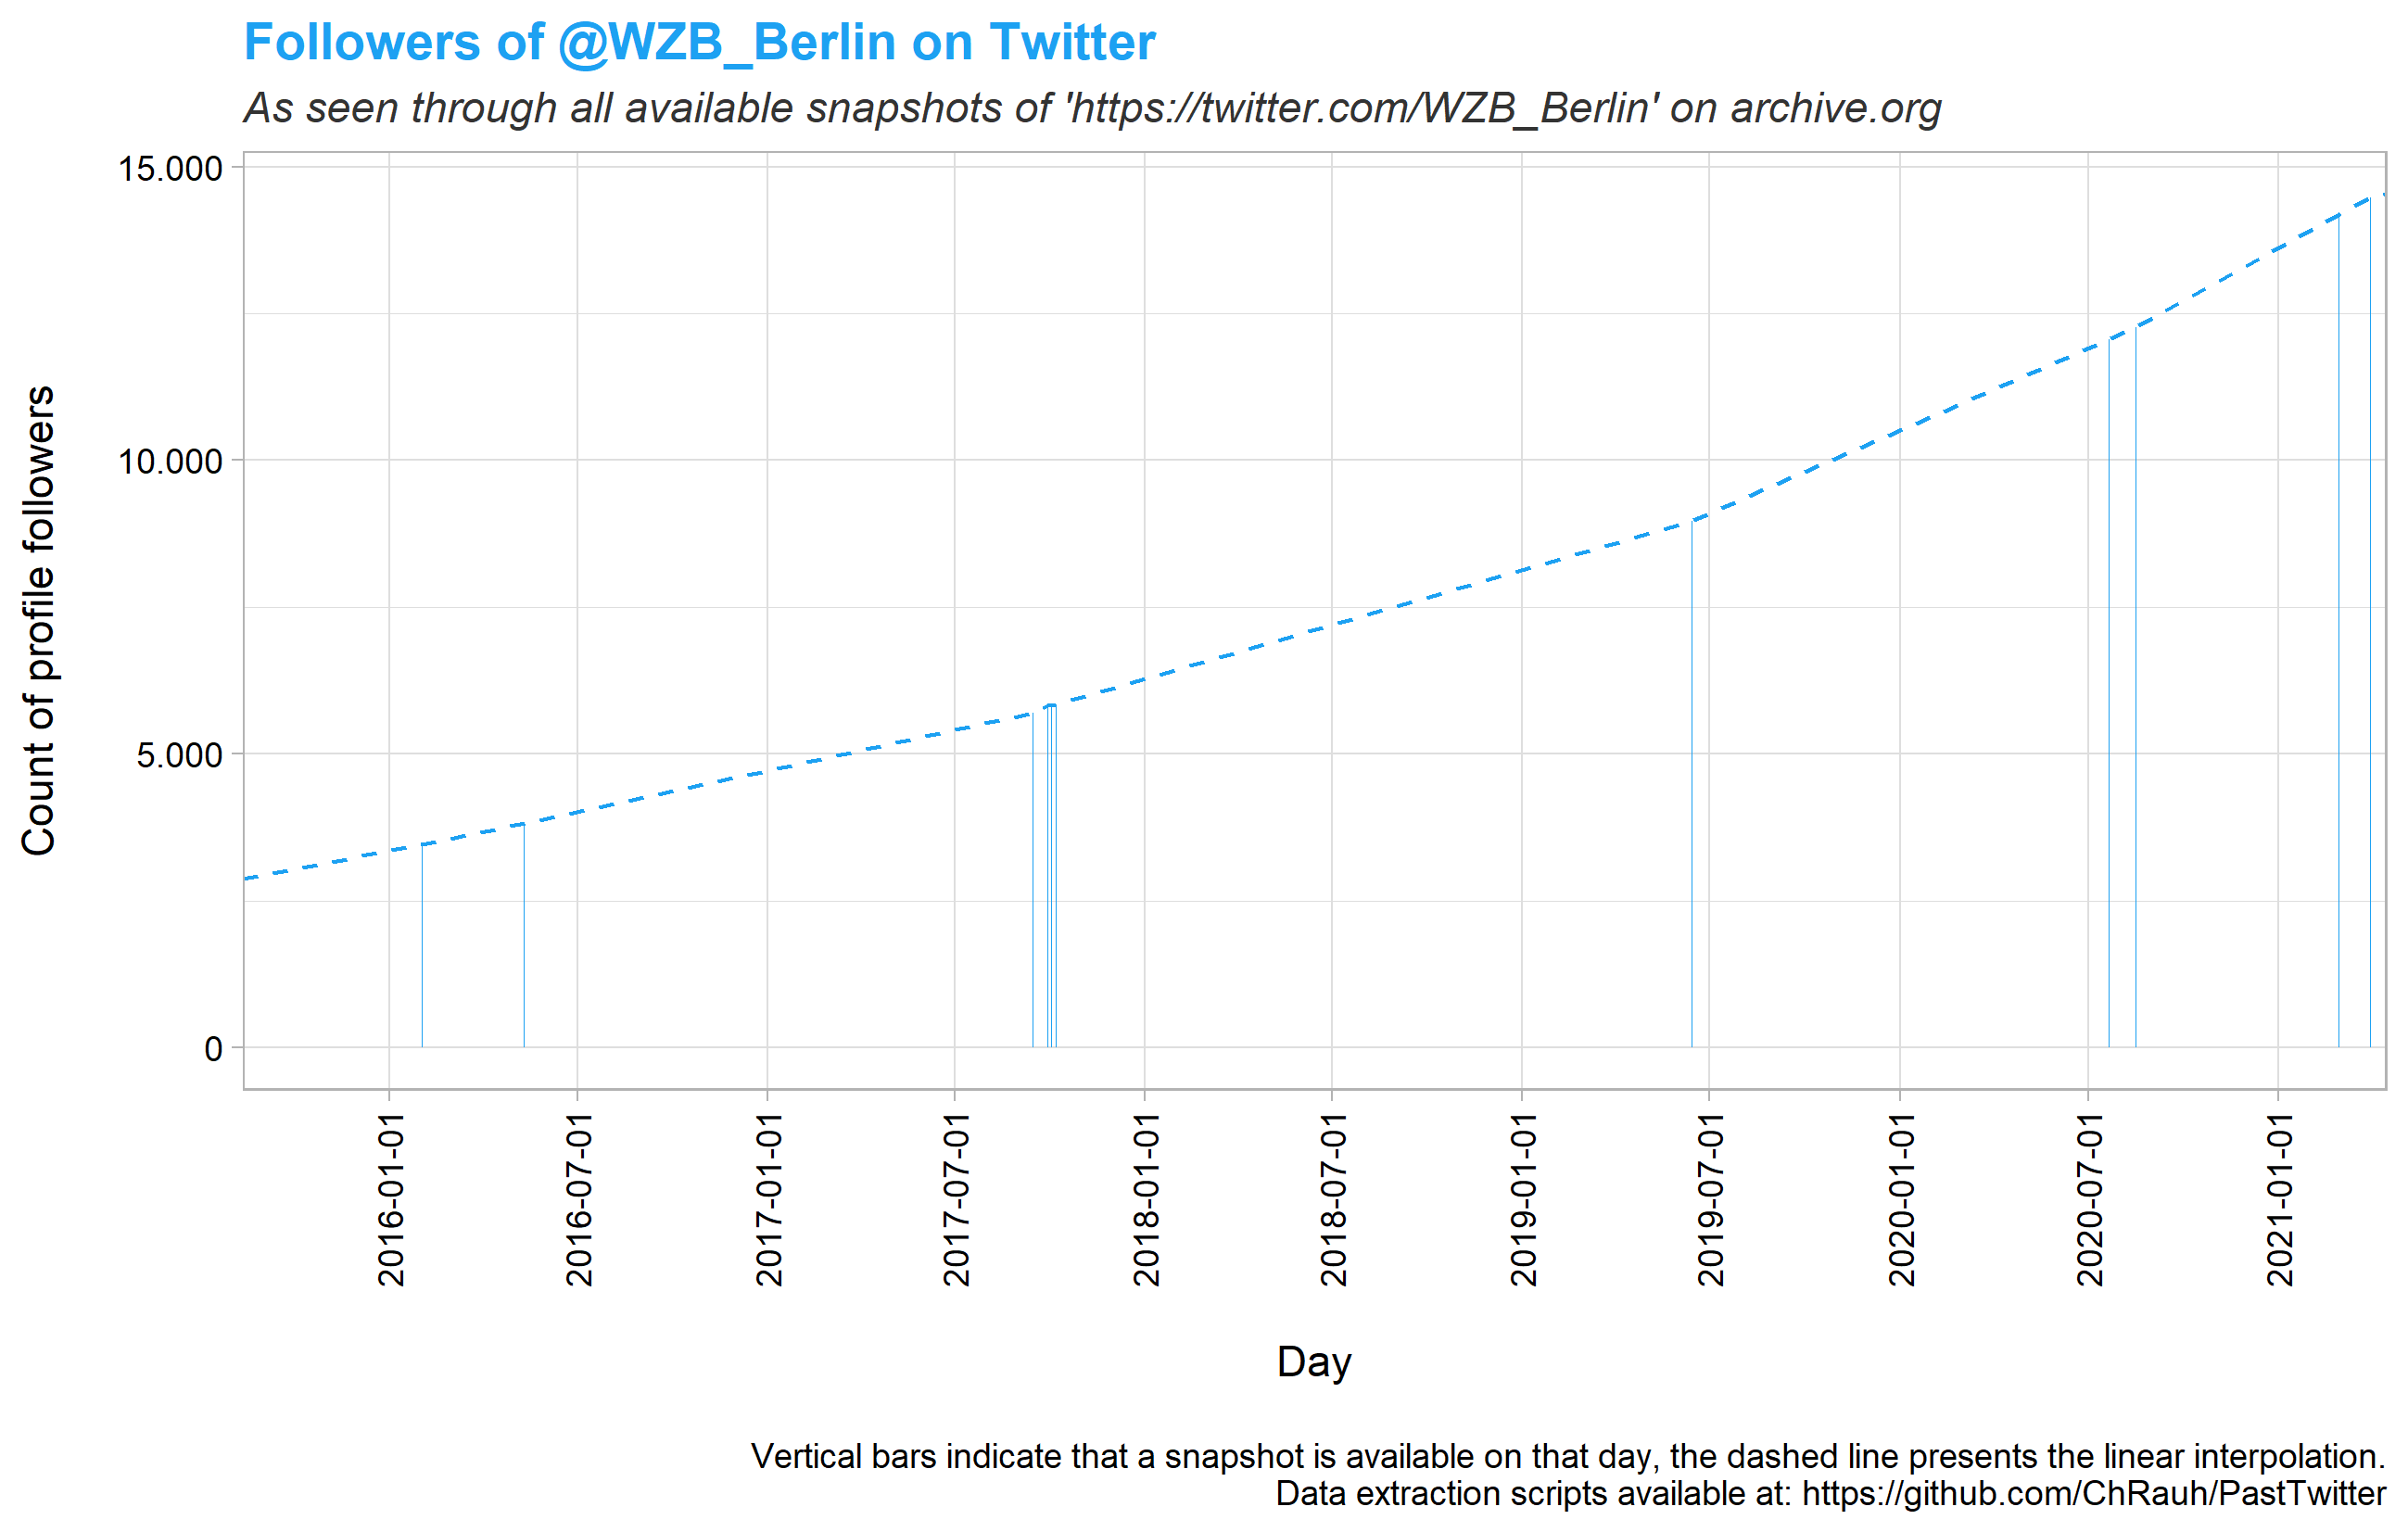 Followers of @WZB_Berlin on Twitter
As seen through all available snapshots of 'https://twitter.com/WZB_Berlin' on archive.org
Count of profile followers
15.000
10.000
5.000
0
2016-01-01
2016-07-01
2017-01-01
2017-07-01
2018-01-01
2018-07-01
2019-01-01
2019-07-01
2020-01-01
2020-07-01
2021-01-01
Day
Vertical bars indicate that a snapshot is available on that day, the dashed line presents the linear interpolation.
Data extraction scripts available at: https://github.com/ChRauh/PastTwitter